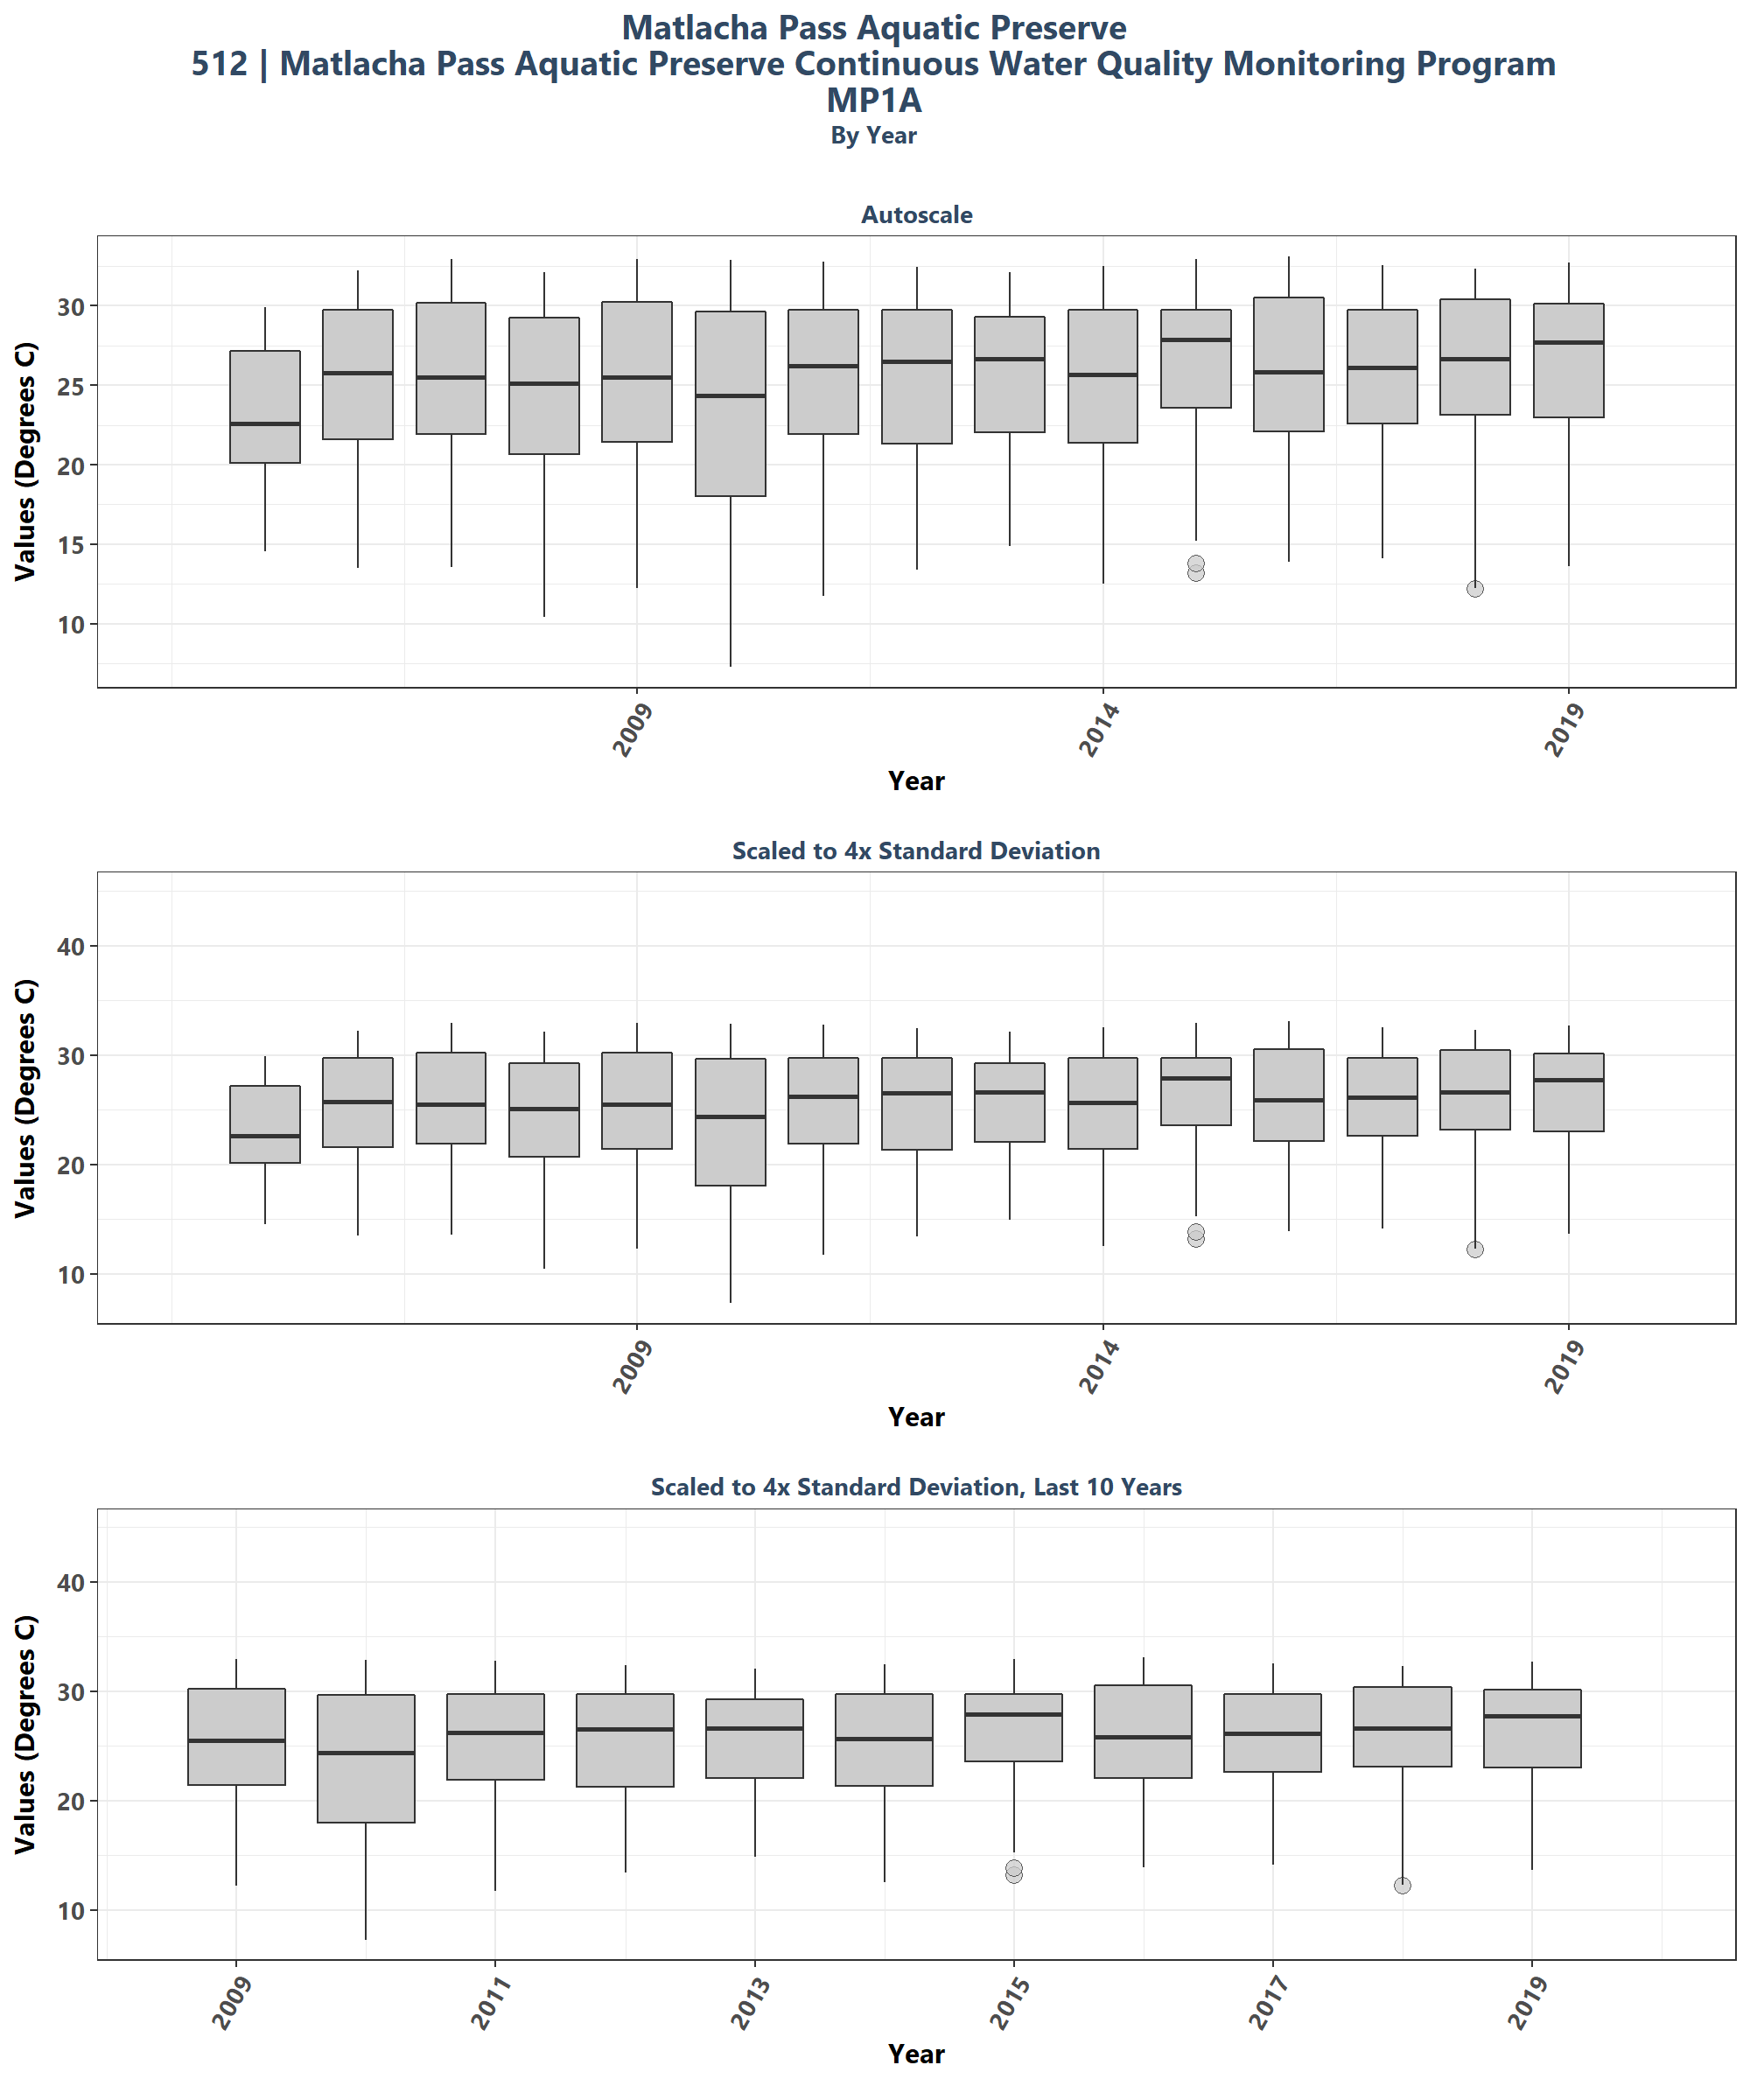 Matlacha Pass Aquatic Preserve
512 | Matlacha Pass Aquatic Preserve Continuous Water Quality Monitoring Program
MP1A
By Year
Autoscale
Values (Degrees C)
30
25
20
15
10
2009
2014
2019
Year
Scaled to 4x Standard Deviation
Values (Degrees C)
40
30
20
10
2009
2014
2019
Year
Scaled to 4x Standard Deviation, Last 10 Years
Values (Degrees C)
40
30
20
10
2009
2011
2013
2015
2017
2019
Year